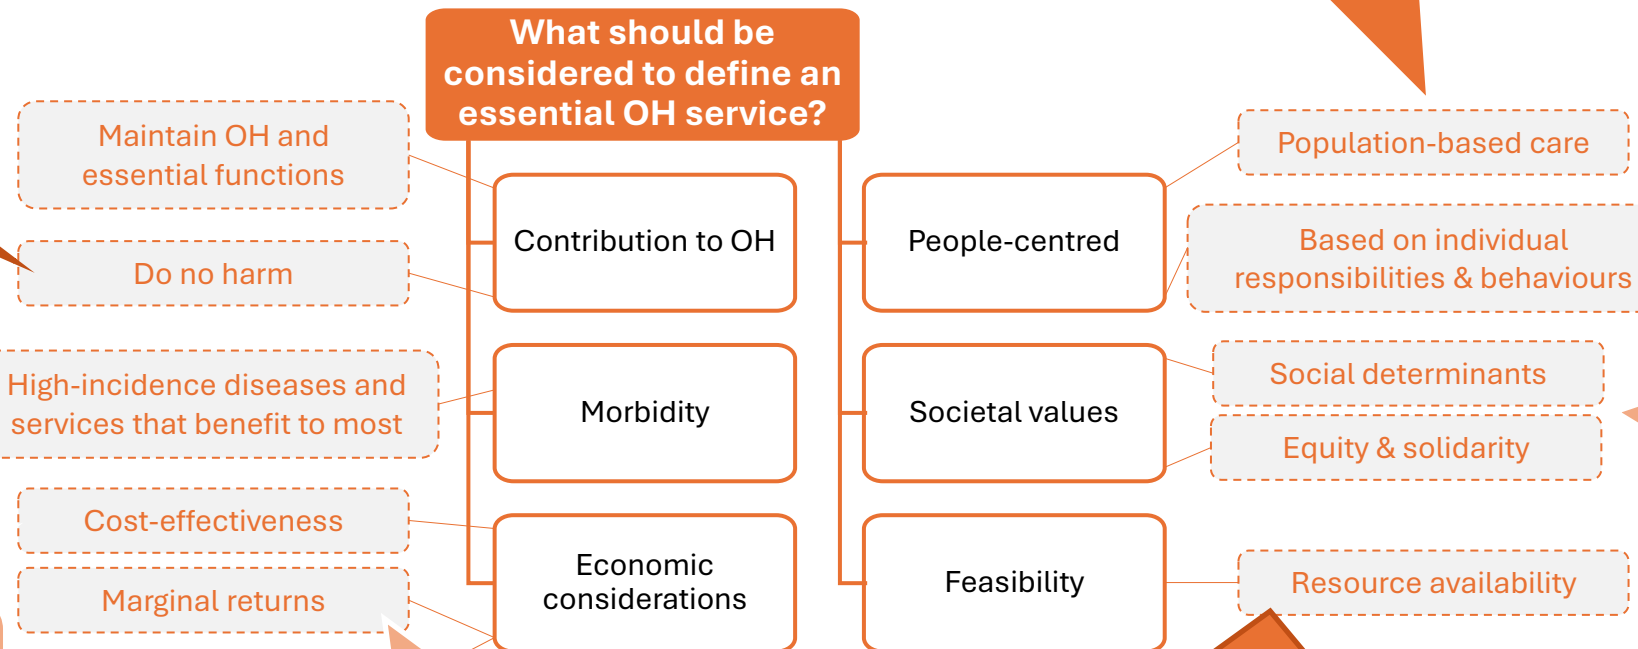 What should be
considered to define an
essential OH service?
Maintain OH and
essential functions
Do no harm
Contribution to OH
High-incidence diseases and
services that benefit to most
Morbidity
Cost-effectiveness
Marginal returns
Economic
considerations
People-centred
Population-based care
Based on individual
responsibilities & behaviours
Societal values
Social determinants
Equity & solidarity
Feasibility
Resource availability